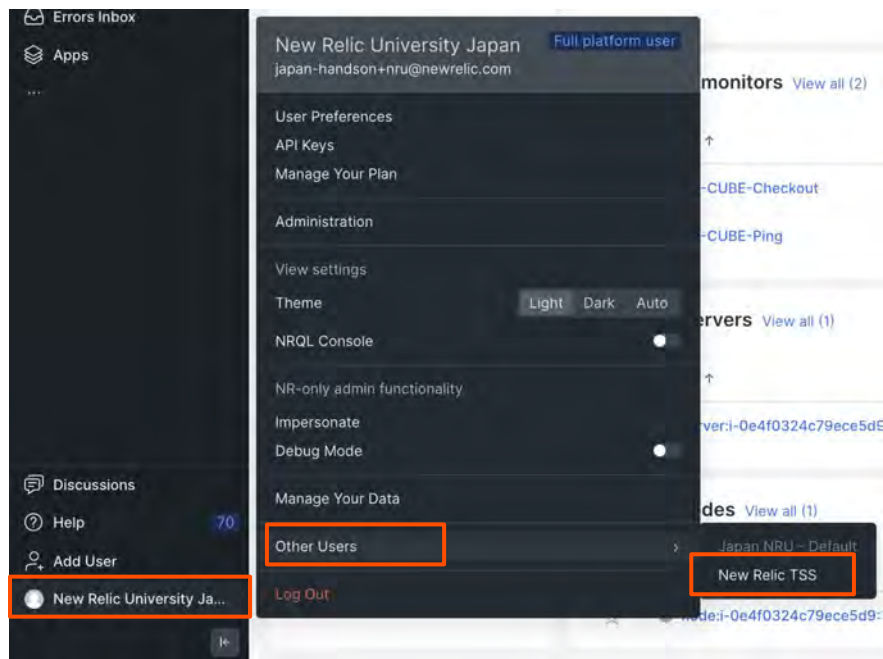 Errors Inbox
Apps
...
Discussions
Help 70
Add User
New Relic University Ja...
New Relic University Japan Full platform user
japan-handson+nru@newrelic.com
User Preferences
API Keys
Manage Your Plan
Administration
View settings
Theme Light Dark Auto
NRQL Console
NR-only admin functionality
Impersonate
Debug Mode
Manage Your Data
Other Users
Log Out
Japan NRU – Default
New Relic TSS
monitors View all (2)
-CUBE-Checkout
-CUBE-Ping
ervers View all (1)
ver:i-0e4f0324c79ece5d9
des View all (1)
node:i-0e4f0324c79ece5d9: